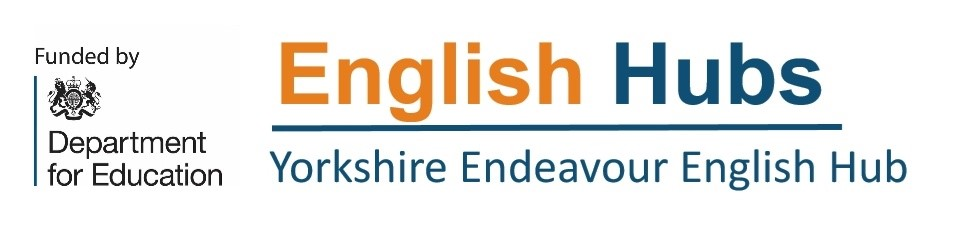 Funded by
Department
for Education
English Hubs
Yorkshire Endeavour English Hub